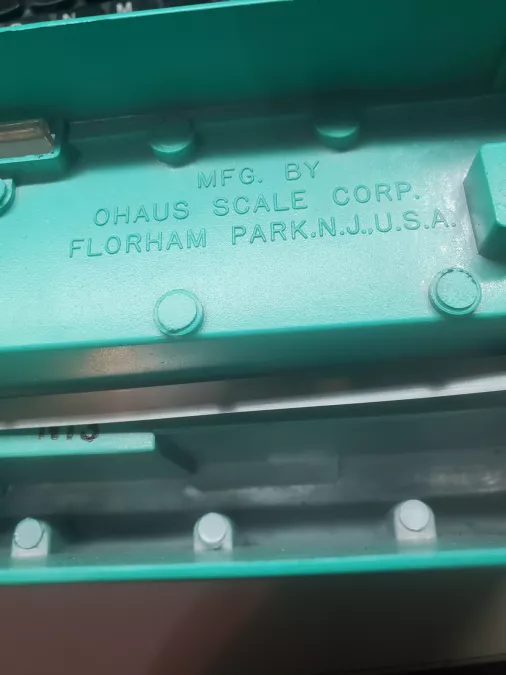 M
MFG. BY
OHAUS SCALE CORP.
FLORHAM PARK.N.J.,U.S.A.